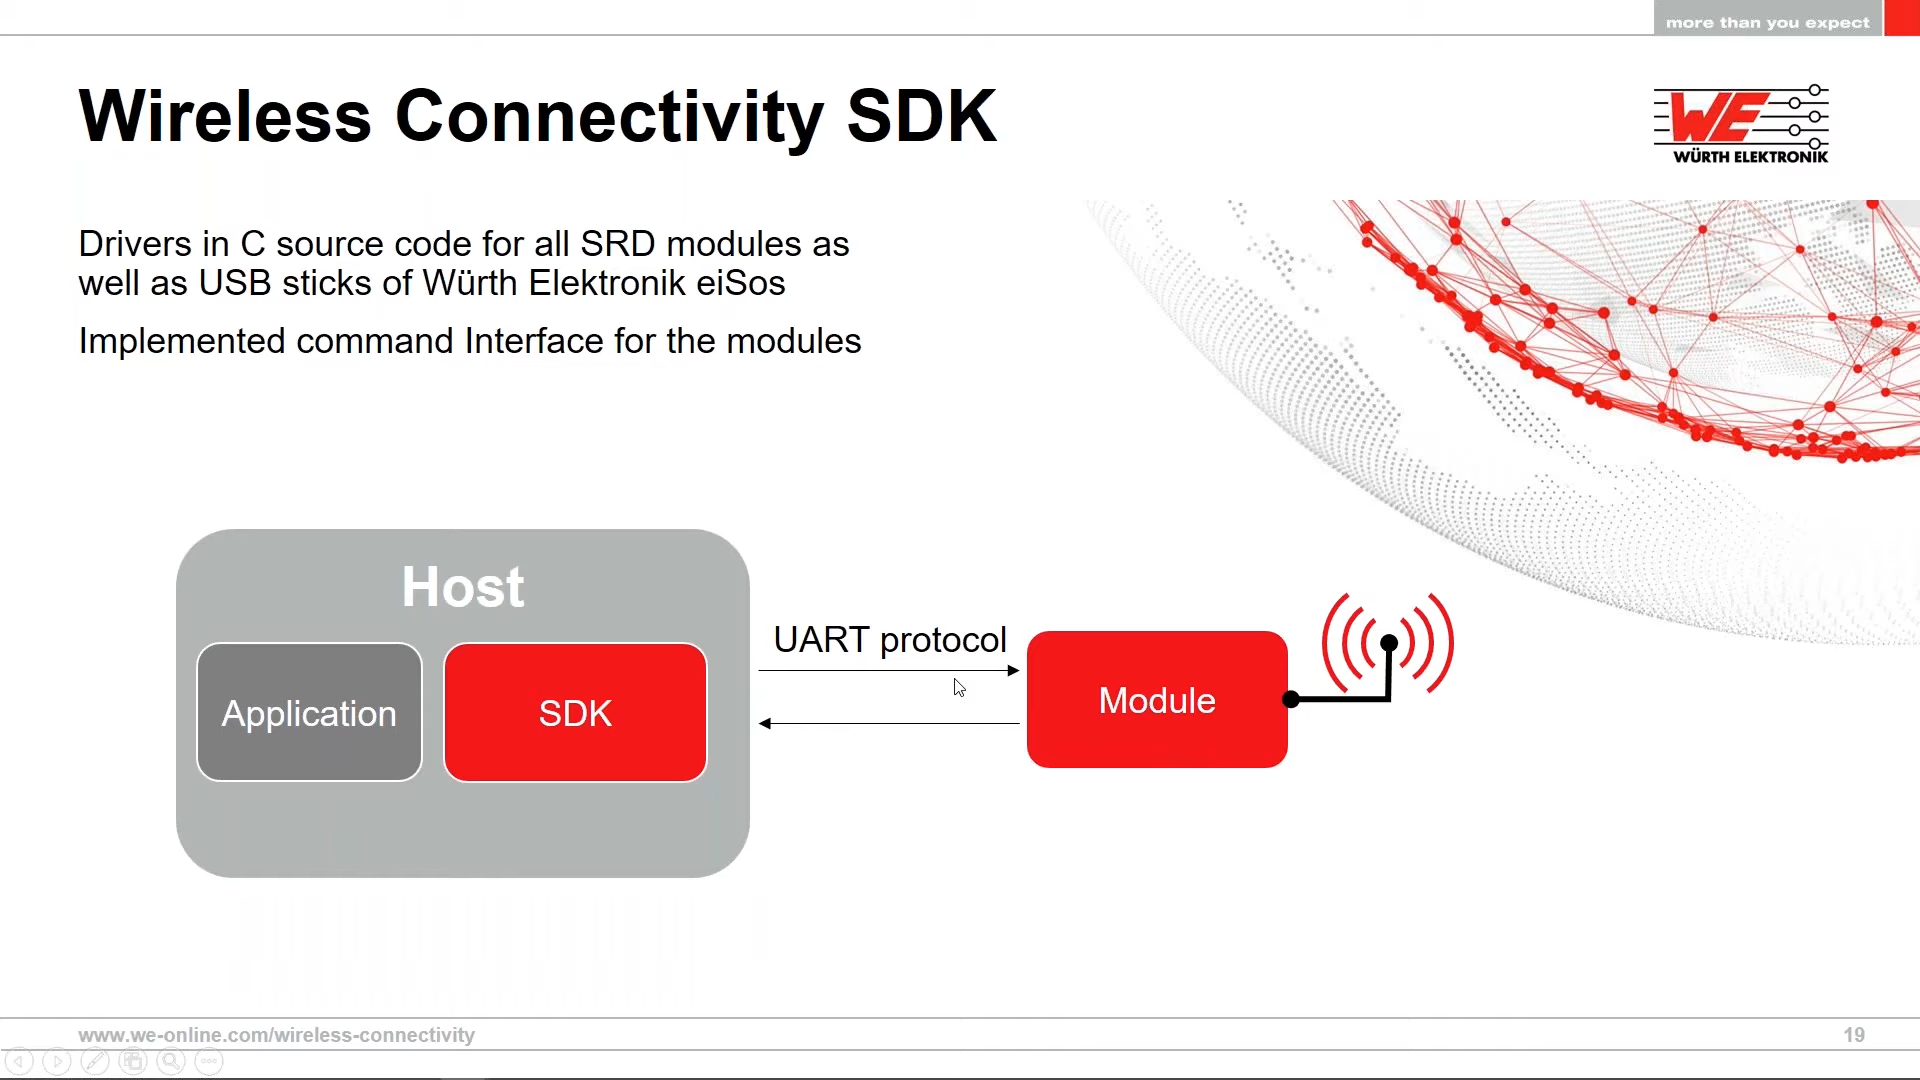 more than you expect
Wireless Connectivity SDK
WE
WÜRTH ELEKTRONIK
Drivers in C source code for all SRD modules as
well as USB sticks of Würth Elektronik eiSos
Implemented command Interface for the modules
Host
Application
SDK
UART protocol
Module
www.we-online.com/wireless-connectivity
19